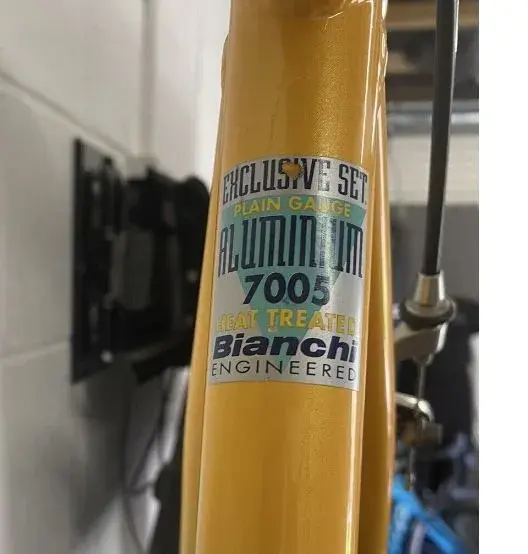 EXCLUSIVE SET
PLAIN GAUGE
ALUMINIUM
7005
HEAT TREATED
Bianchi
ENGINEERED